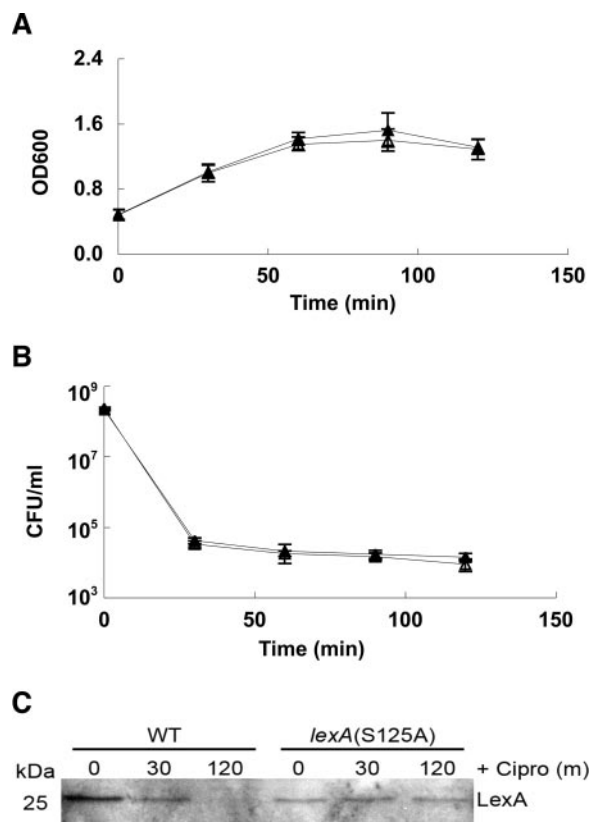 A
2.4
1.6
0.8
0.0
OD600
0 50 100 150
Time (min)
B
10⁹
10⁷
10⁵
10³
CFU/ml
0 50 100 150
Time (min)
C
WT lexA(S125A)
kDa 0 30 120 0 30 120 + Cipro (m)
25 LexA